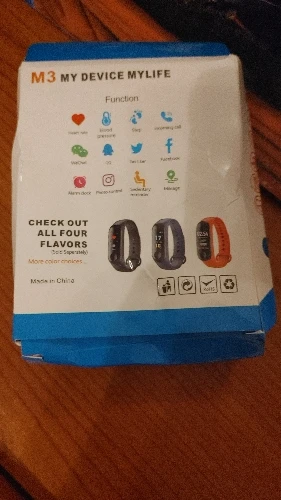 M3 MY DEVICE MYLIFE
Function
Heart rate Blood pressure Step Incoming call
WeChat QQ Twitter Facebook
Alarm clock Photo control Sedentary reminder Message
CHECK OUT
ALL FOUR
FLAVORS
(Sold Separately)
More color choices...
Made in China